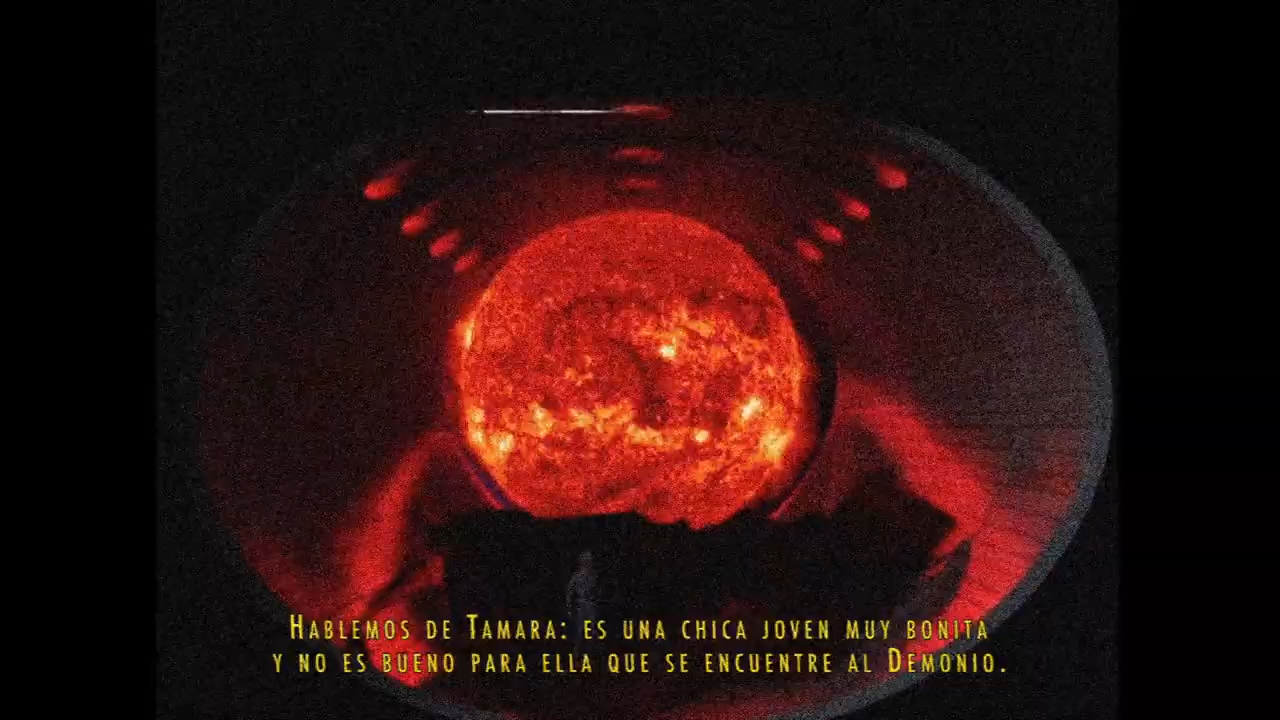 Hablemos de Tamara: es una chica joven muy bonita
y no es bueno para ella que se encuentre al Demonio.